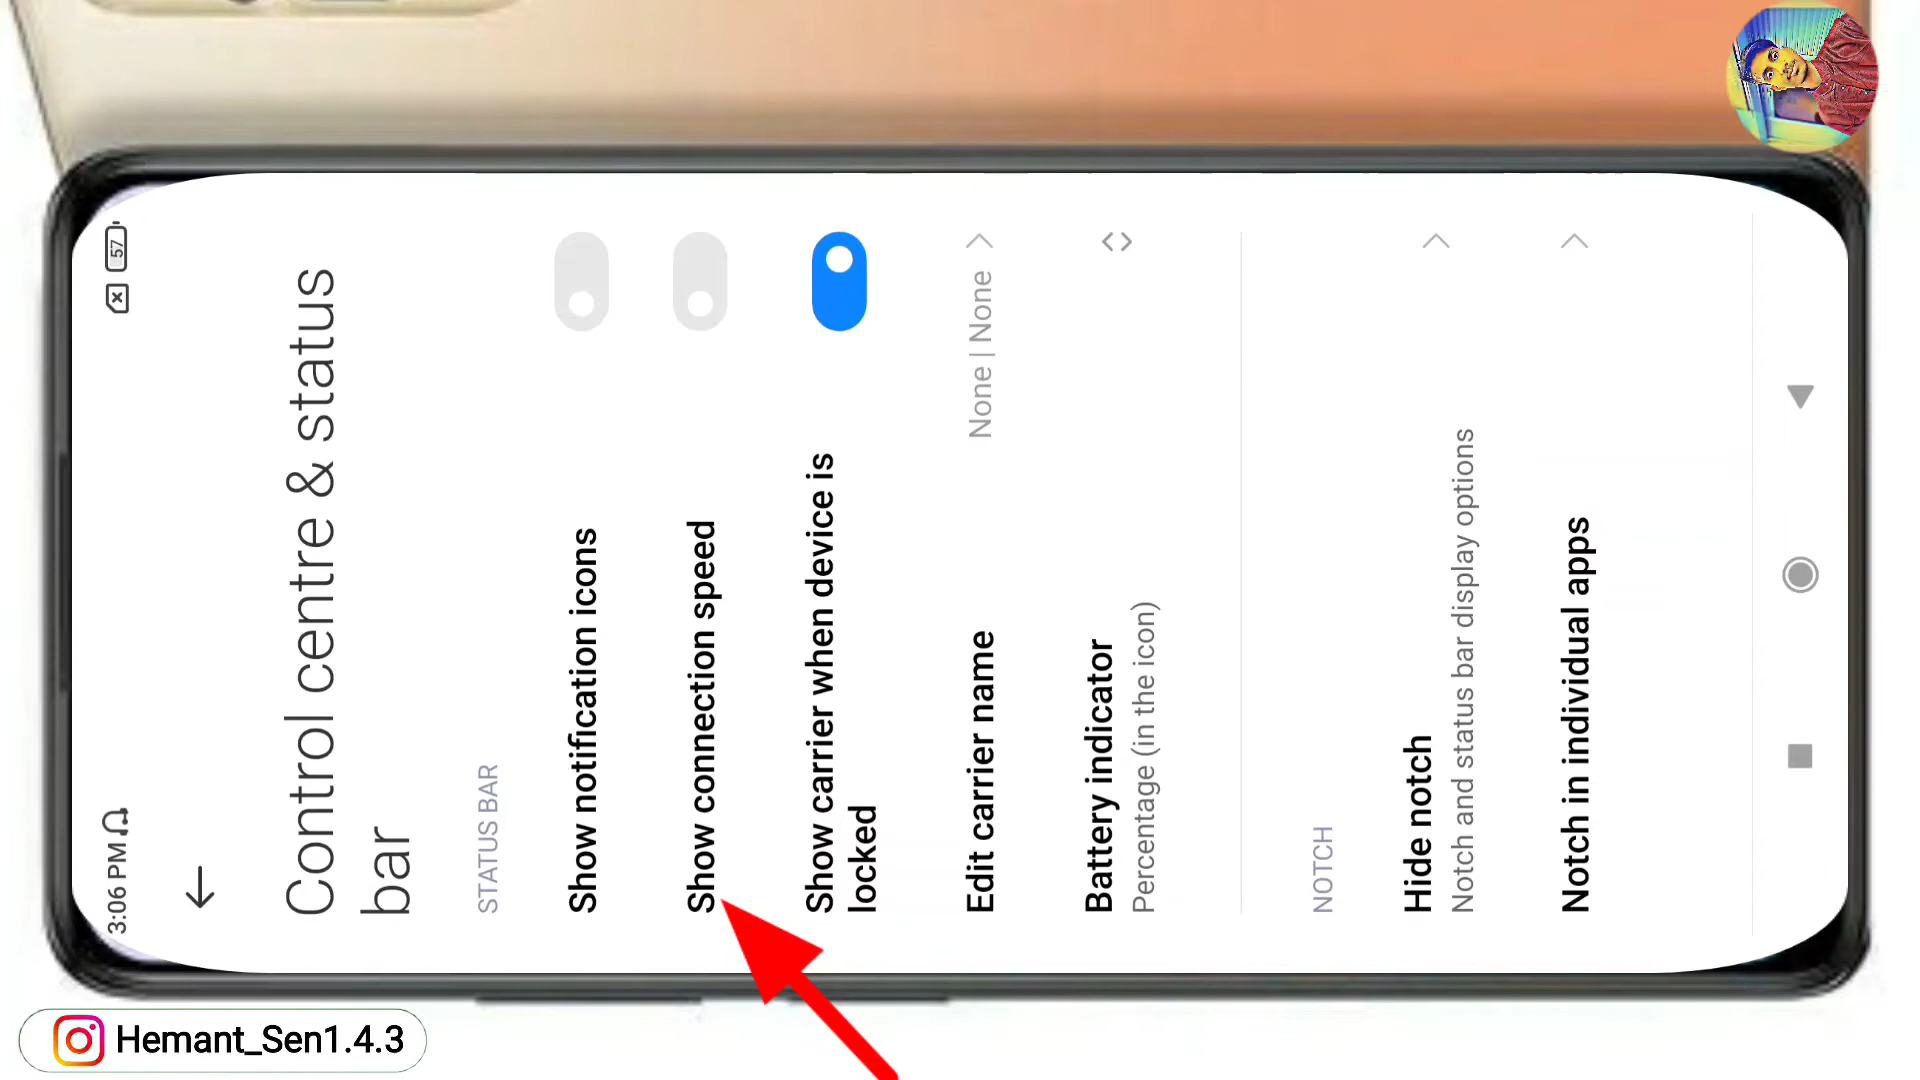 3:06 PM
57
Control centre & status
bar
STATUS BAR
Show notification icons
Show connection speed
Show carrier when device is
locked
Edit carrier name
None | None
Battery indicator
Percentage (in the icon)
NOTCH
Hide notch
Notch and status bar display options
Notch in individual apps
Hemant_Sen1.4.3